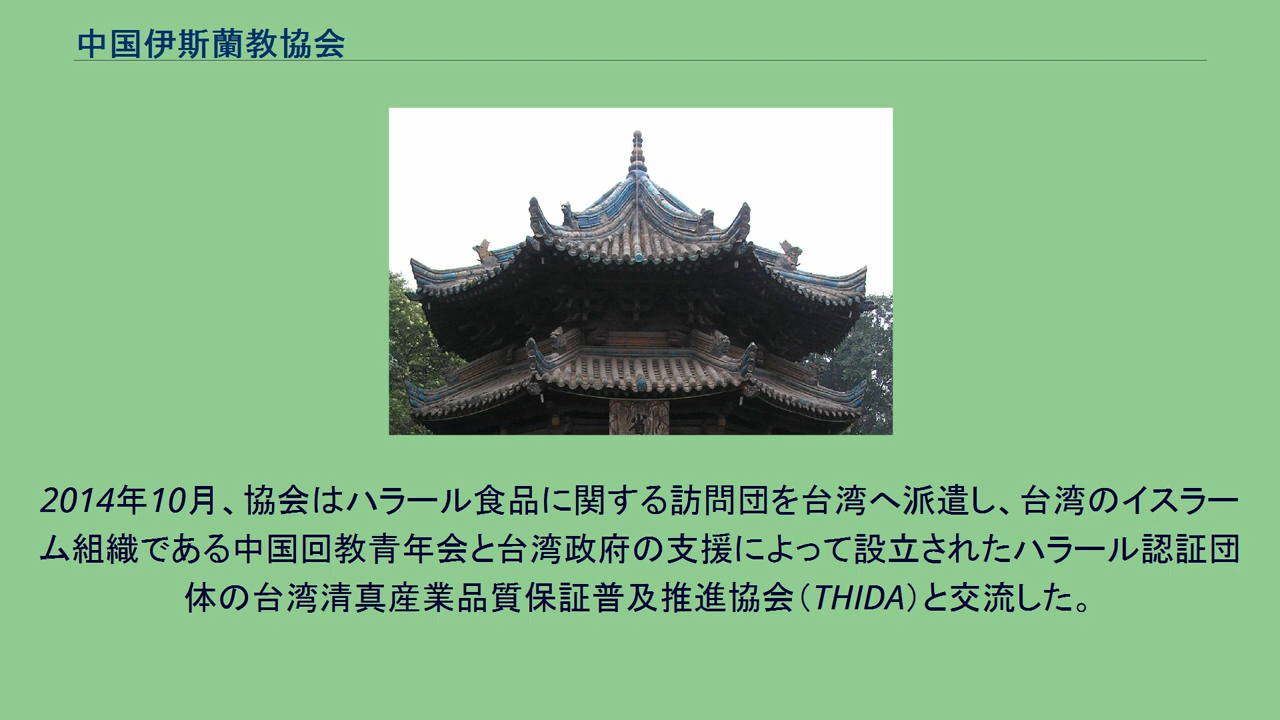 中国伊斯蘭教協会
2014年10月、協会はハラール食品に関する訪問団を台湾へ派遣し、台湾のイスラー
ム組織である中国回教青年会と台湾政府の支援によって設立されたハラール認証団
体の台湾清真産業品質保証普及推進協会（THIDA）と交流した。